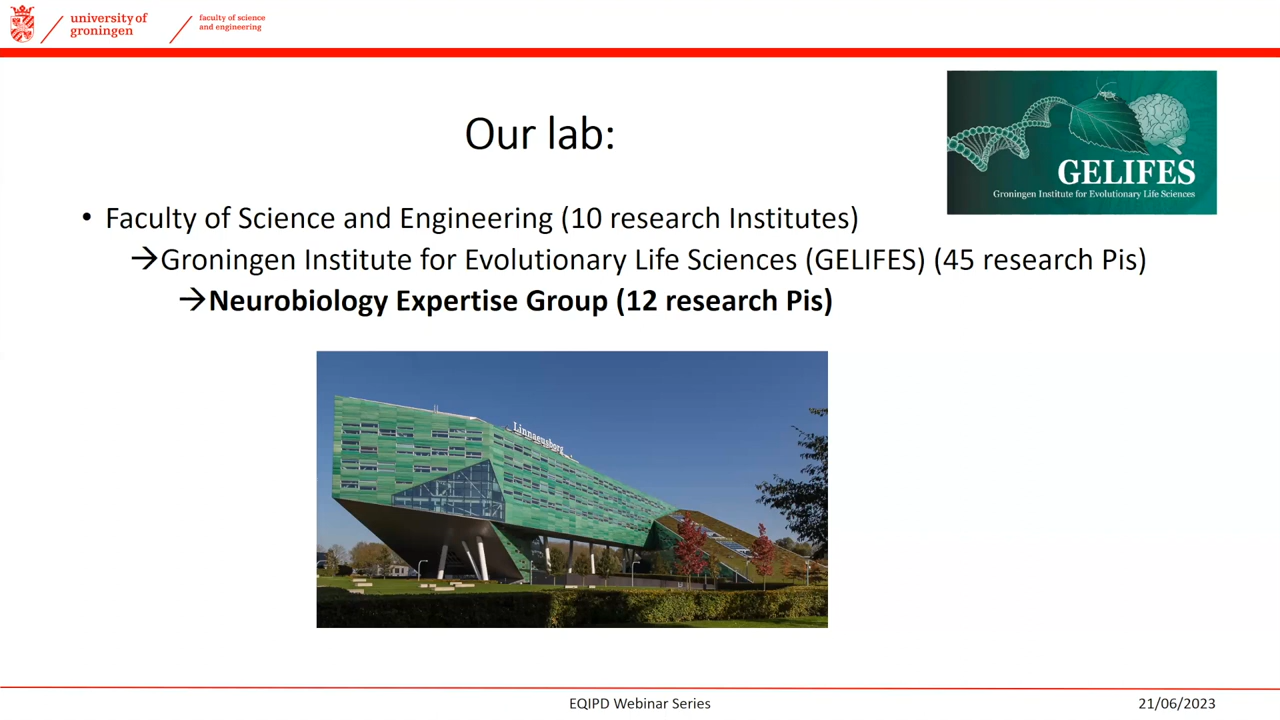 university of
groningen
faculty of science
and engineering
GELIFES
Groningen Institute for Evolutionary Life Sciences
Our lab:
• Faculty of Science and Engineering (10 research Institutes)
→Groningen Institute for Evolutionary Life Sciences (GELIFES) (45 research Pis)
→Neurobiology Expertise Group (12 research Pis)
Linnaeusborg
EQIPD Webinar Series
21/06/2023